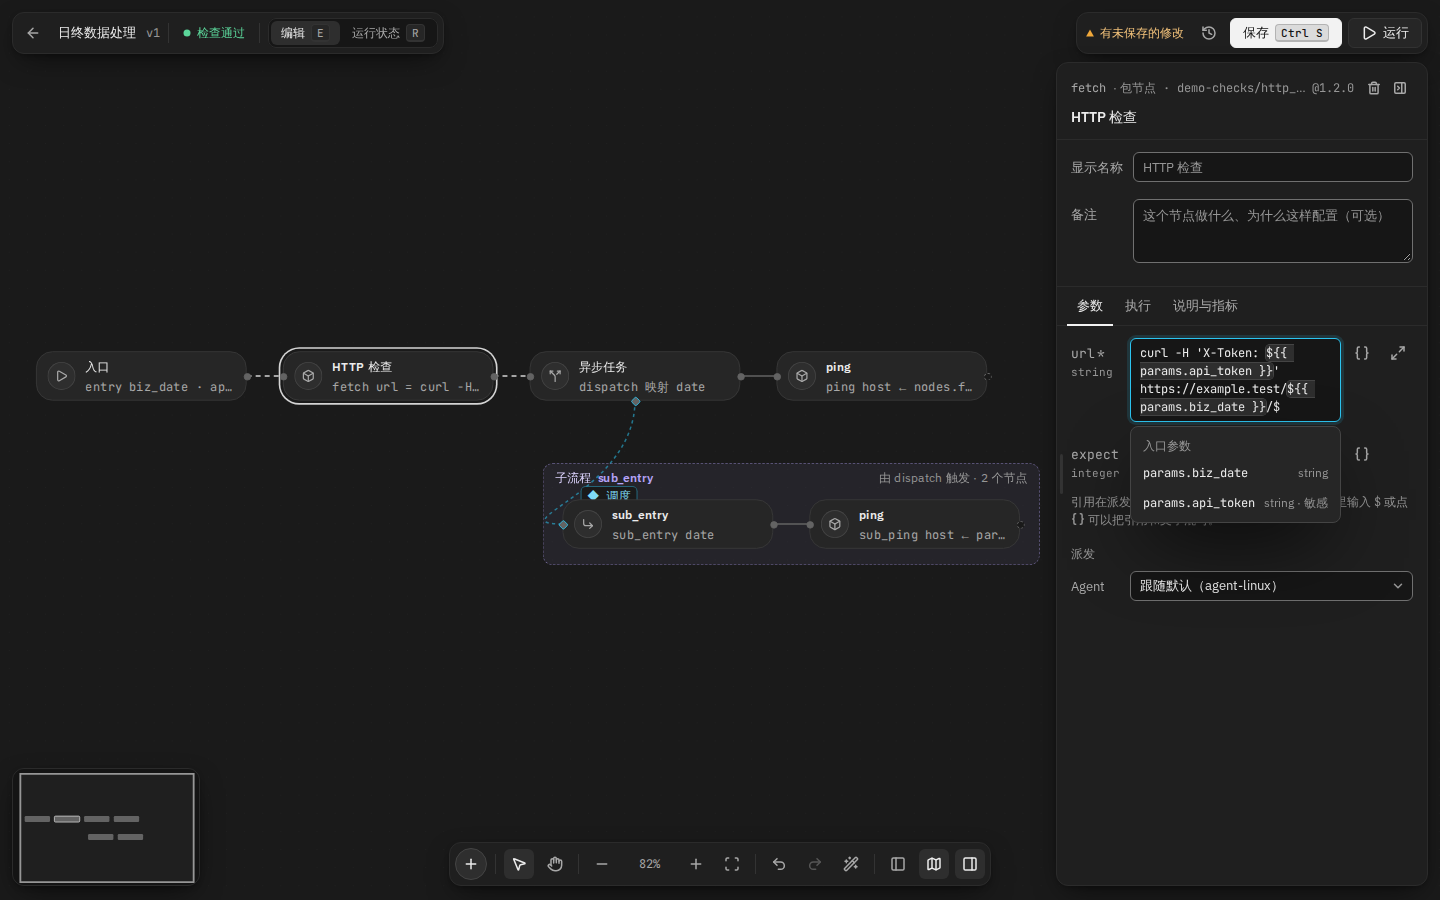 日终数据处理 v1 检查通过 编辑 E 运行状态 R
有未保存的修改 保存 Ctrl S 运行
fetch · 包节点 · demo-checks/http_… @1.2.0
HTTP 检查
显示名称 HTTP 检查
备注 这个节点做什么、为什么这样配置（可选）
参数 执行 说明与指标
url* string
curl -H 'X-Token: ${{
params.api_token }}'
https://example.test/${{
params.biz_date }}/$
{}
入口参数
params.biz_date string
params.api_token string · 敏感
expect {}
integer
引用在派发
里输入 $ 或点
{} 可以把引
派发
Agent 跟随默认（agent-linux）
入口
entry biz_date · ap…
HTTP 检查
fetch url = curl -H…
异步任务
dispatch 映射 date
ping
ping host ← nodes.f…
子流程 sub_entry 由 dispatch 触发 · 2 个节点
调度
sub_entry
sub_entry date
ping
sub_ping host ← par…
82%